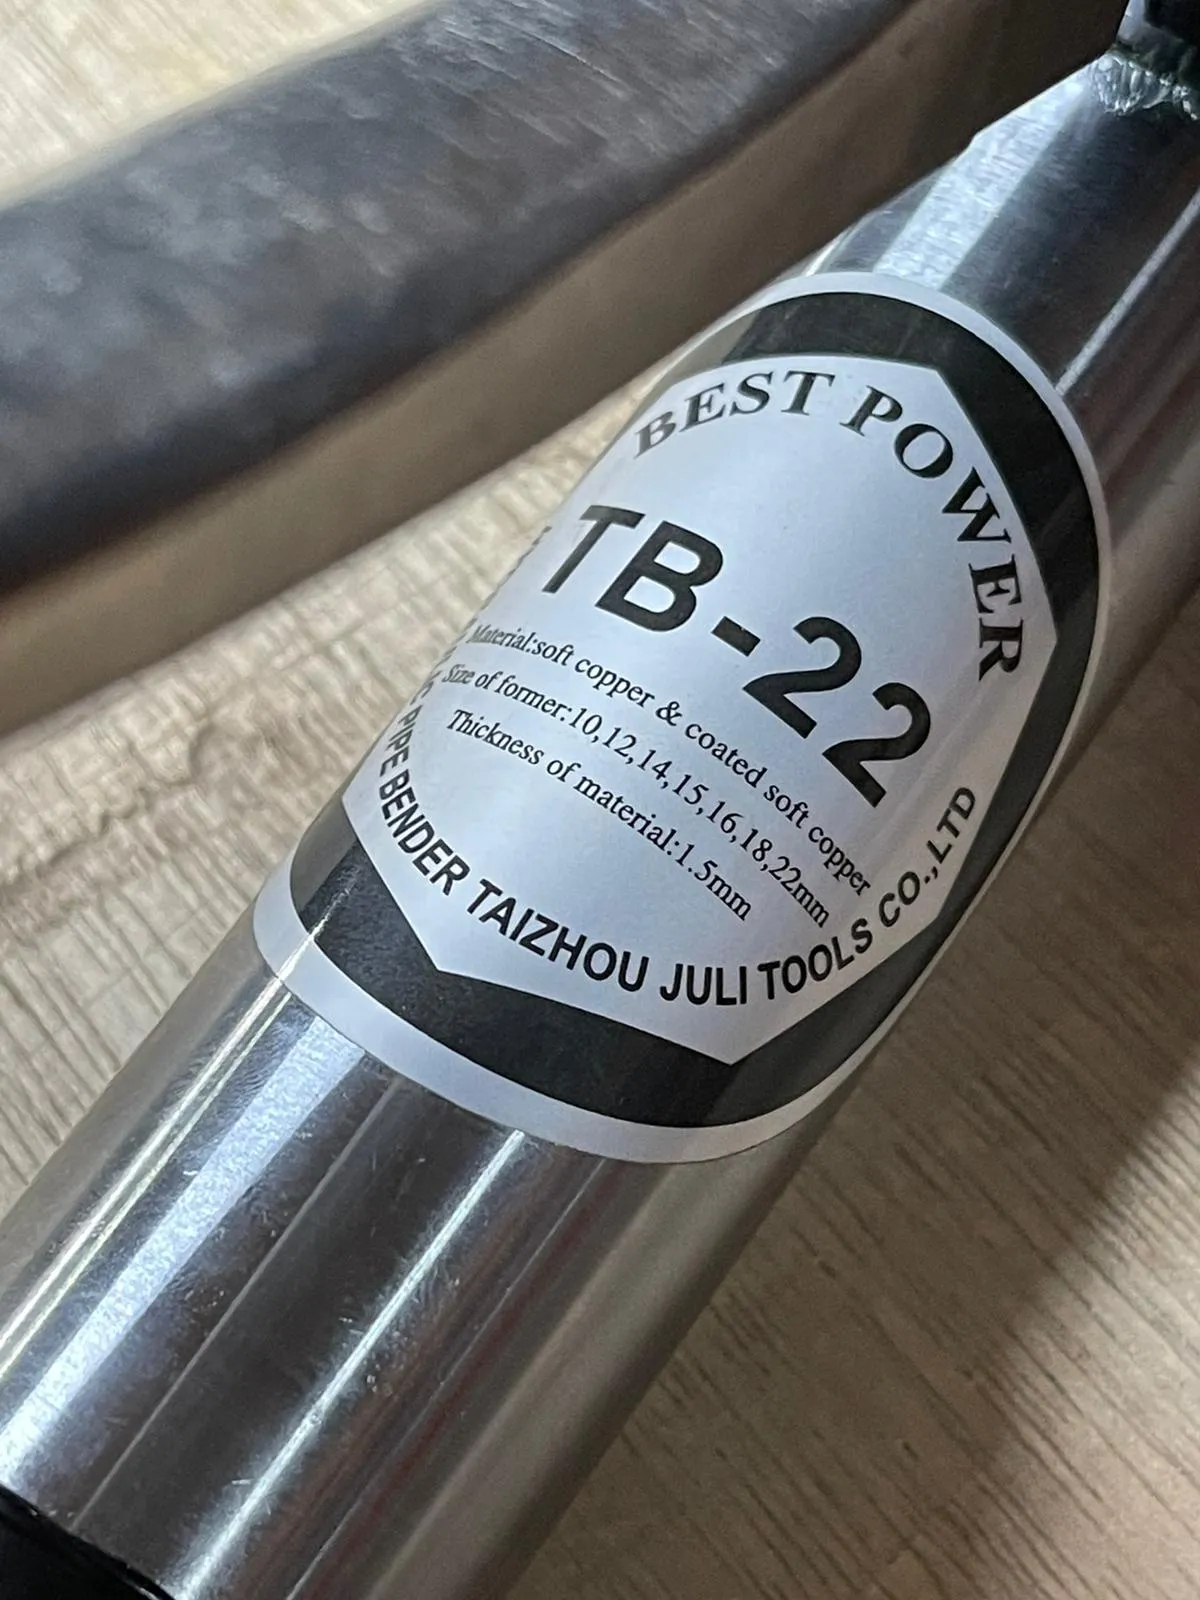 BEST POWER
TB-22
Material:soft copper & coated soft copper
Size of former:10,12,14,15,16,18,22mm
Thickness of material:1.5mm
PIPE BENDER TAIZHOU JULI TOOLS CO.,LTD